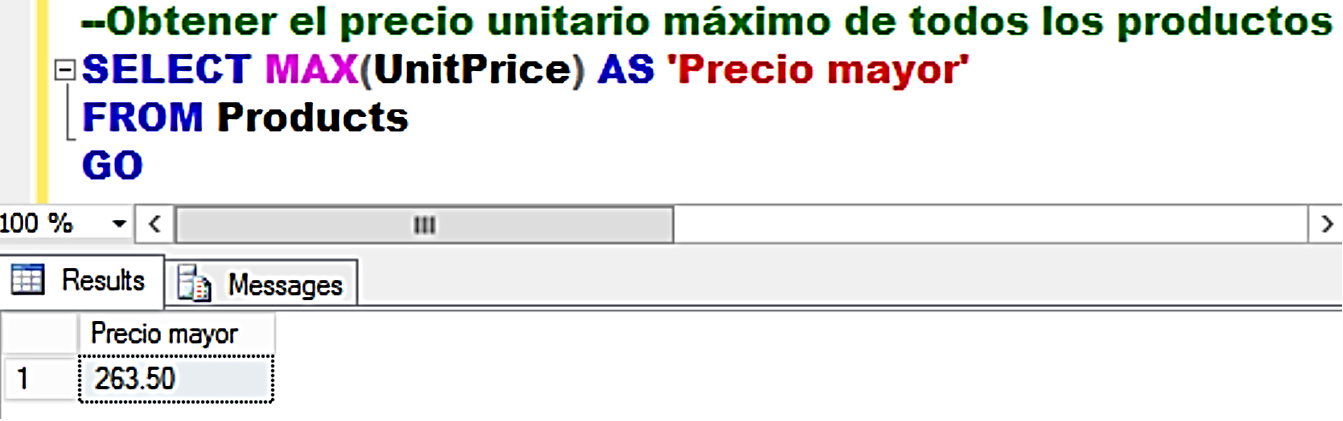 --Obtener el precio unitario máximo de todos los productos
SELECT MAX(UnitPrice) AS 'Precio mayor'
FROM Products
GO
100 %
Results Messages
Precio mayor
1 263.50